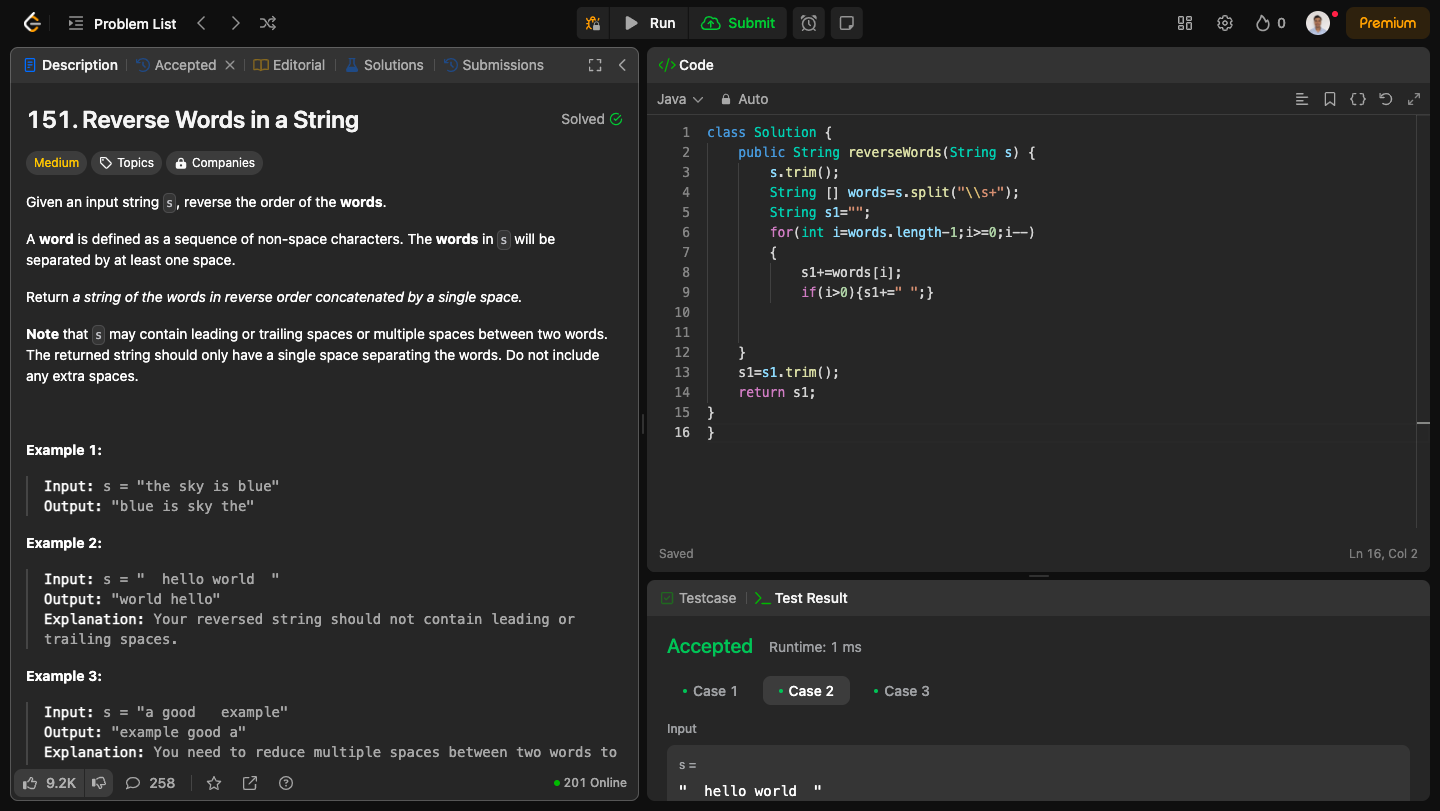 Problem List
Run
Submit
0
Premium
Description
Accepted
Editorial
Solutions
Submissions
151. Reverse Words in a String
Solved
Medium
Topics
Companies
Given an input string s, reverse the order of the words.
A word is defined as a sequence of non-space characters. The words in s will be
separated by at least one space.
Return a string of the words in reverse order concatenated by a single space.
Note that s may contain leading or trailing spaces or multiple spaces between two words.
The returned string should only have a single space separating the words. Do not include
any extra spaces.
Example 1:
Input: s = "the sky is blue"
Output: "blue is sky the"
Example 2:
Input: s = "  hello world  "
Output: "world hello"
Explanation: Your reversed string should not contain leading or
trailing spaces.
Example 3:
Input: s = "a good   example"
Output: "example good a"
Explanation: You need to reduce multiple spaces between two words to
9.2K
258
201 Online
</> Code
Java
Auto
1 class Solution {
2     public String reverseWords(String s) {
3         s.trim();
4         String [] words=s.split("\\s+");
5         String s1="";
6         for(int i=words.length-1;i>=0;i--)
7         {
8             s1+=words[i];
9             if(i>0){s1+=" ";}
10
11
12     }
13     s1=s1.trim();
14     return s1;
15 }
16 }
Saved
Ln 16, Col 2
Testcase
Test Result
Accepted
Runtime: 1 ms
Case 1
Case 2
Case 3
Input
s =
"  hello world  "